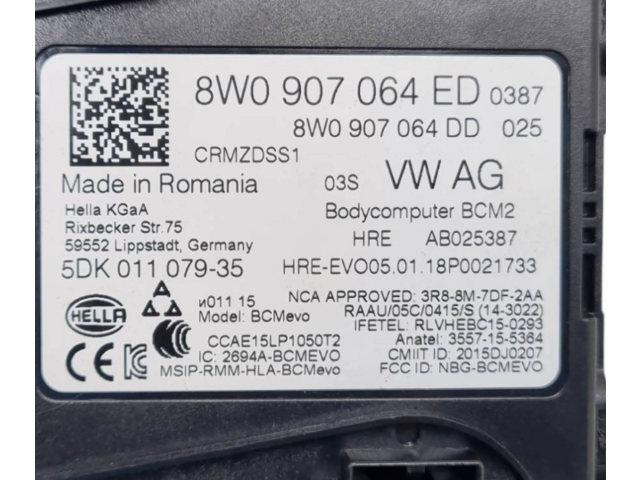 8W0 907 064 ED 0387
8W0 907 064 DD 025
CRMZDSS1
Made in Romania 03S VW AG
Hella KGaA Bodycomputer BCM2
Rixbecker Str.75
59552 Lippstadt, Germany HRE AB025387
5DK 011 079-35 HRE-EVO05.01.18P0021733
HELLA
и011 15 NCA APPROVED: 3R8-8M-7DF-2AA
Model: BCMevo RAAU/05C/0415/S (14-3022)
IFETEL: RLVHEBC15-0293
CCAE15LP1050T2 Anatel: 3557-15-5364
CE IC: 2694A-BCMEVO CMIIT ID: 2015DJ0207
MSIP-RMM-HLA-BCMevo FCC ID: NBG-BCMEVO